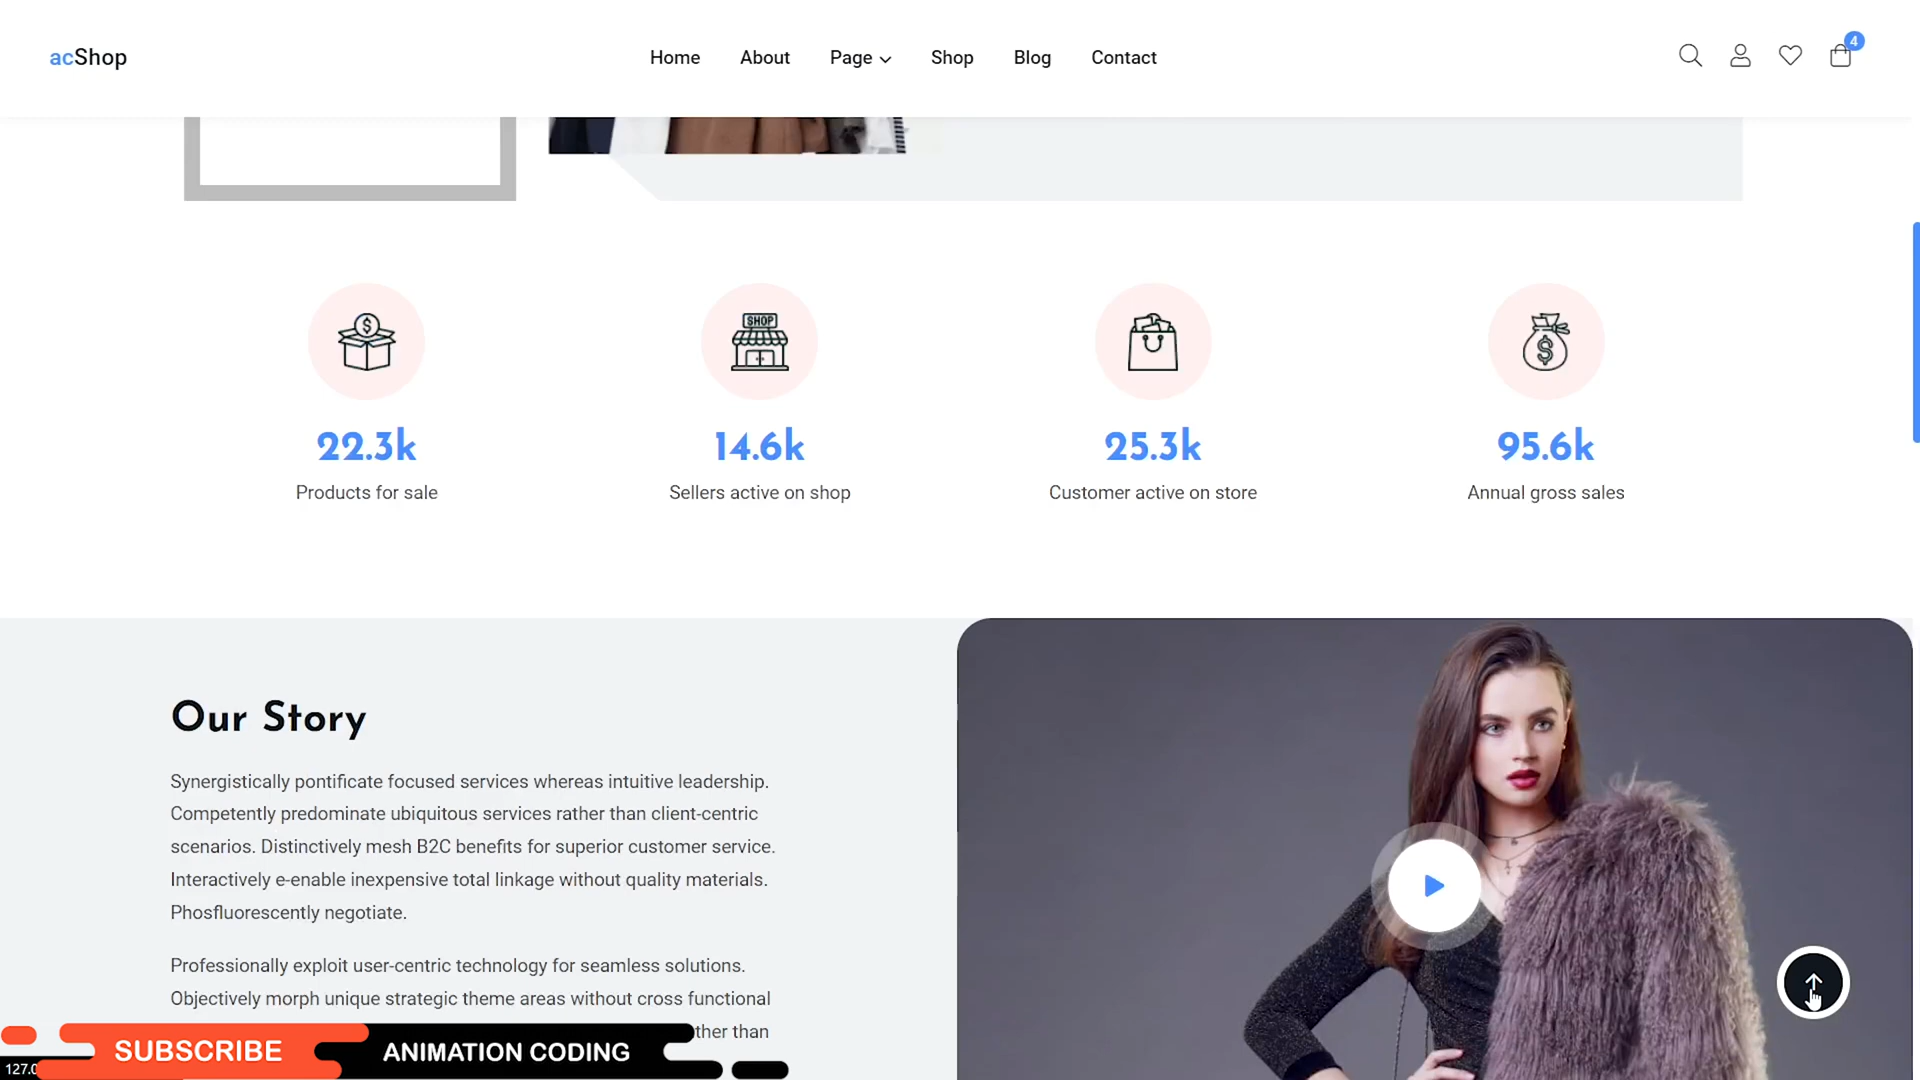 acShop
Home About Page Shop Blog Contact
4
SHOP
22.3k
Products for sale
14.6k
Sellers active on shop
25.3k
Customer active on store
95.6k
Annual gross sales
Our Story
Synergistically pontificate focused services whereas intuitive leadership.
Competently predominate ubiquitous services rather than client-centric
scenarios. Distinctively mesh B2C benefits for superior customer service.
Interactively e-enable inexpensive total linkage without quality materials.
Phosfluorescently negotiate.
Professionally exploit user-centric technology for seamless solutions.
Objectively morph unique strategic theme areas without cross functional
ther than
SUBSCRIBE
ANIMATION CODING
127.0